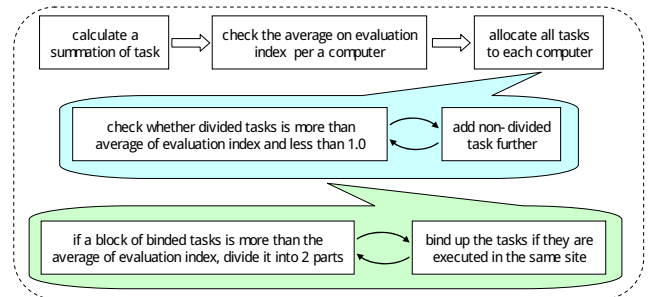 calculate a
summation of task
check the average on evaluation
index per a computer
allocate all tasks
to each computer
check whether divided tasks is more than
average of evaluation index and less than 1.0
add non-divided
task further
if a block of binded tasks is more than the
average of evaluation index, divide it into 2 parts
bind up the tasks if they are
executed in the same site